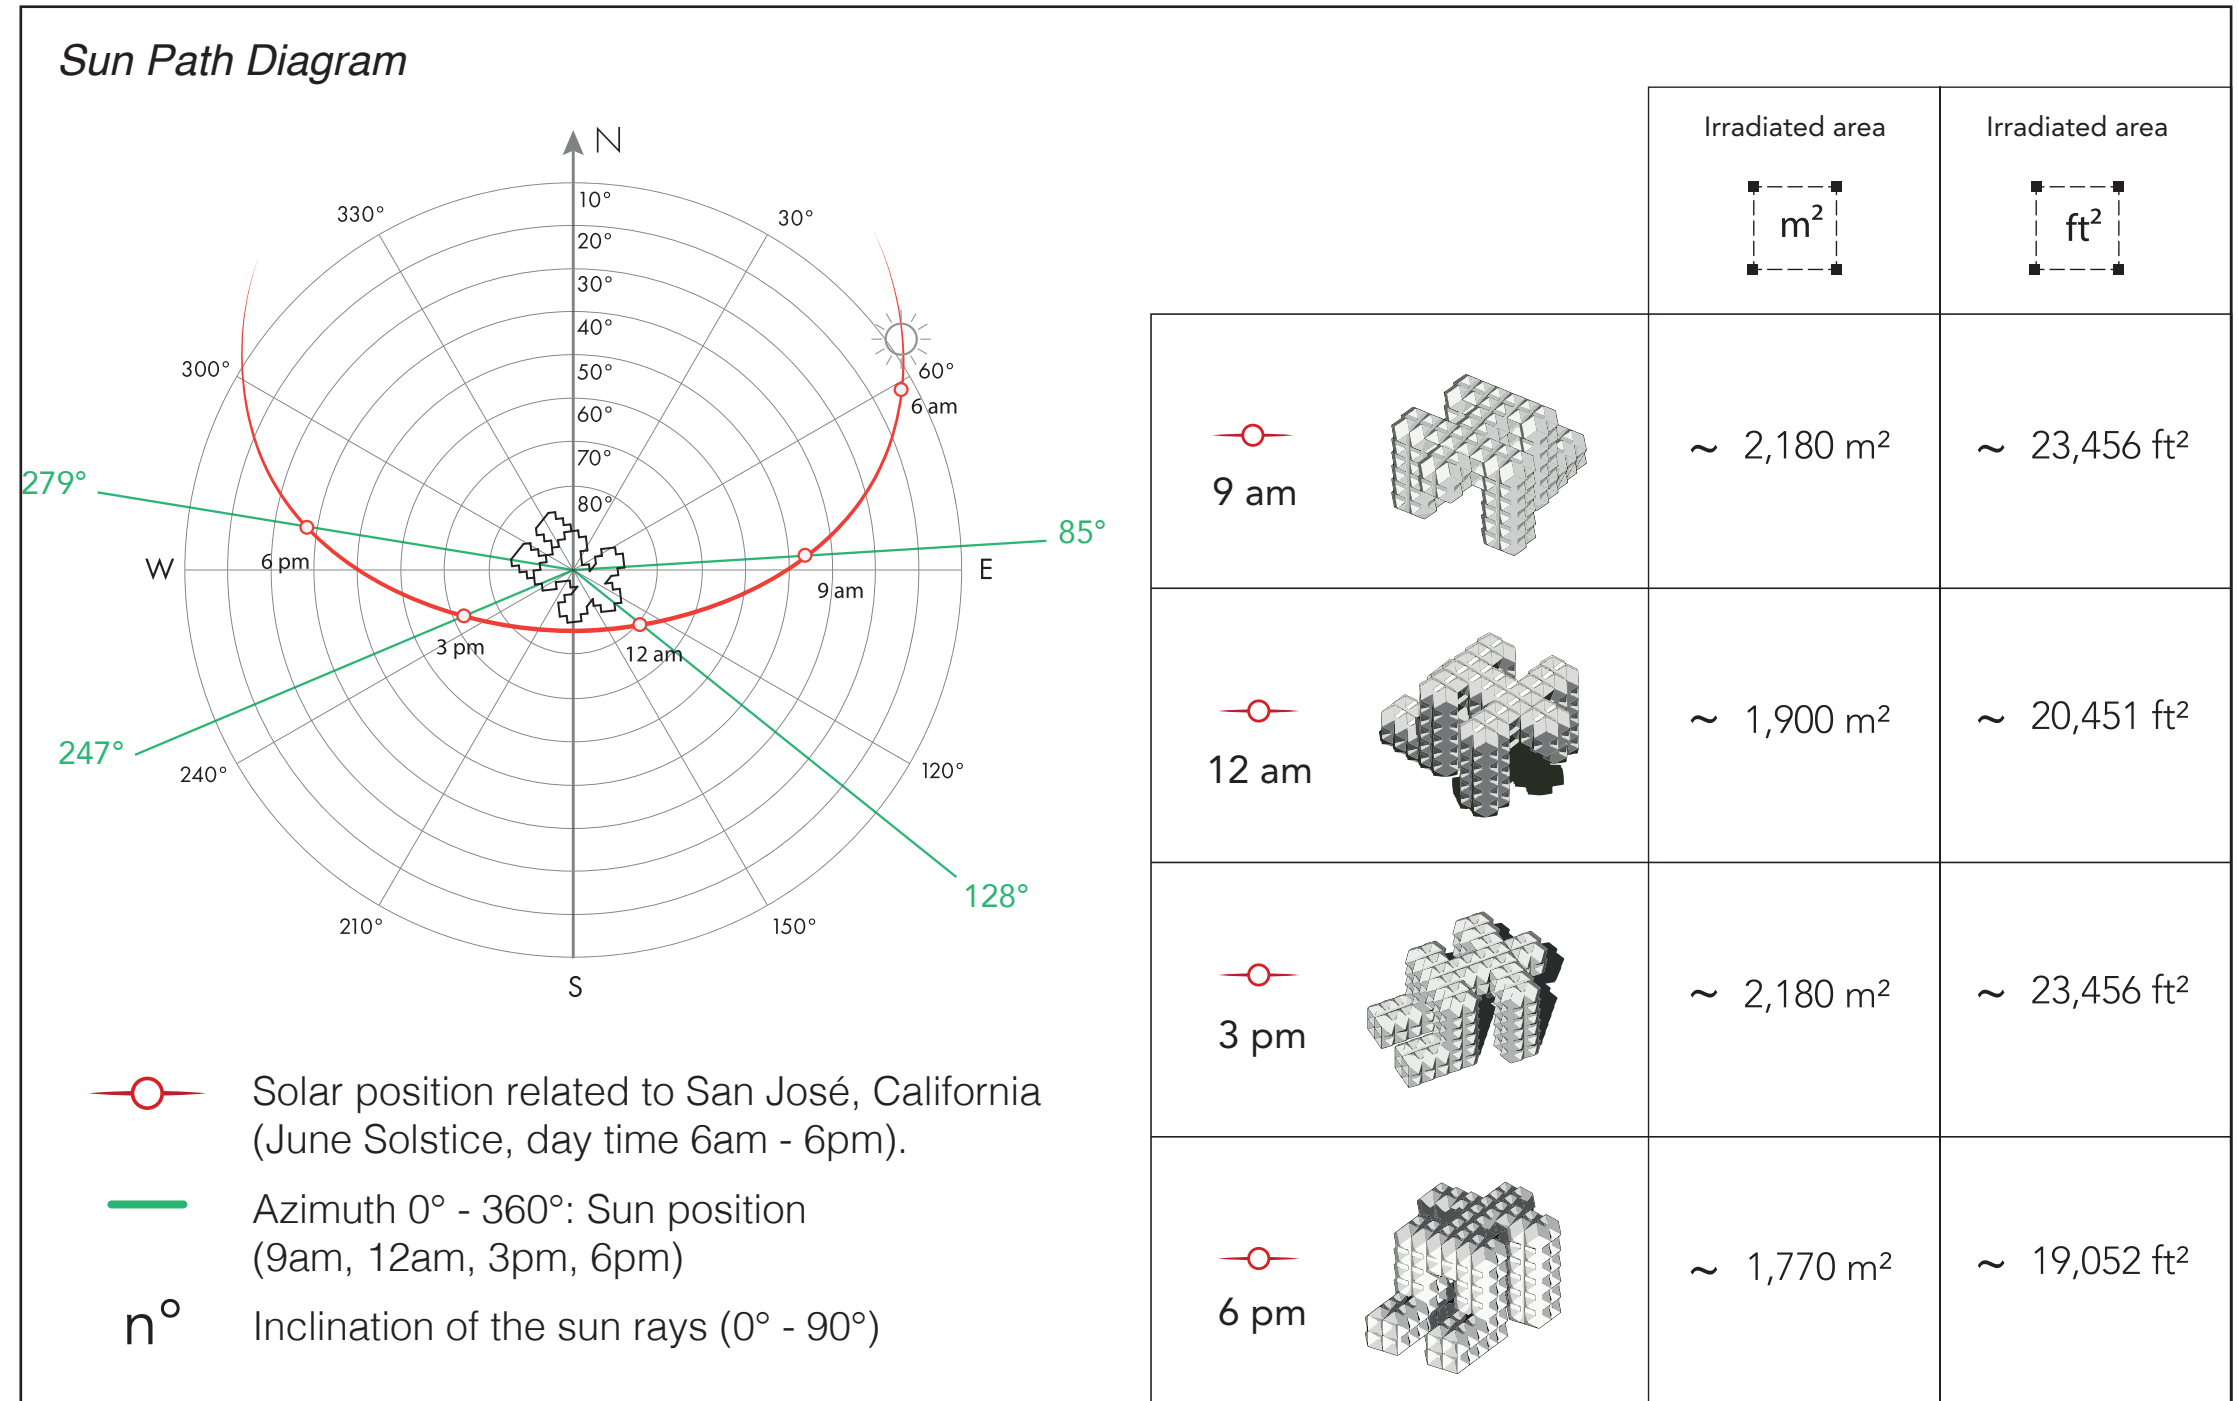 Sun Path Diagram
N
10°
20°
30°
40°
50°
60°
70°
80°
330°
30°
300°
60°
6 am
279°
85°
W
6 pm
E
9 am
3 pm
12 am
247°
240°
120°
128°
210°
150°
S
Solar position related to San José, California
(June Solstice, day time 6am - 6pm).
Azimuth 0° - 360°: Sun position
(9am, 12am, 3pm, 6pm)
n° Inclination of the sun rays (0° - 90°)
Irradiated area Irradiated area
m² ft²
9 am ~ 2,180 m² ~ 23,456 ft²
12 am ~ 1,900 m² ~ 20,451 ft²
3 pm ~ 2,180 m² ~ 23,456 ft²
6 pm ~ 1,770 m² ~ 19,052 ft²